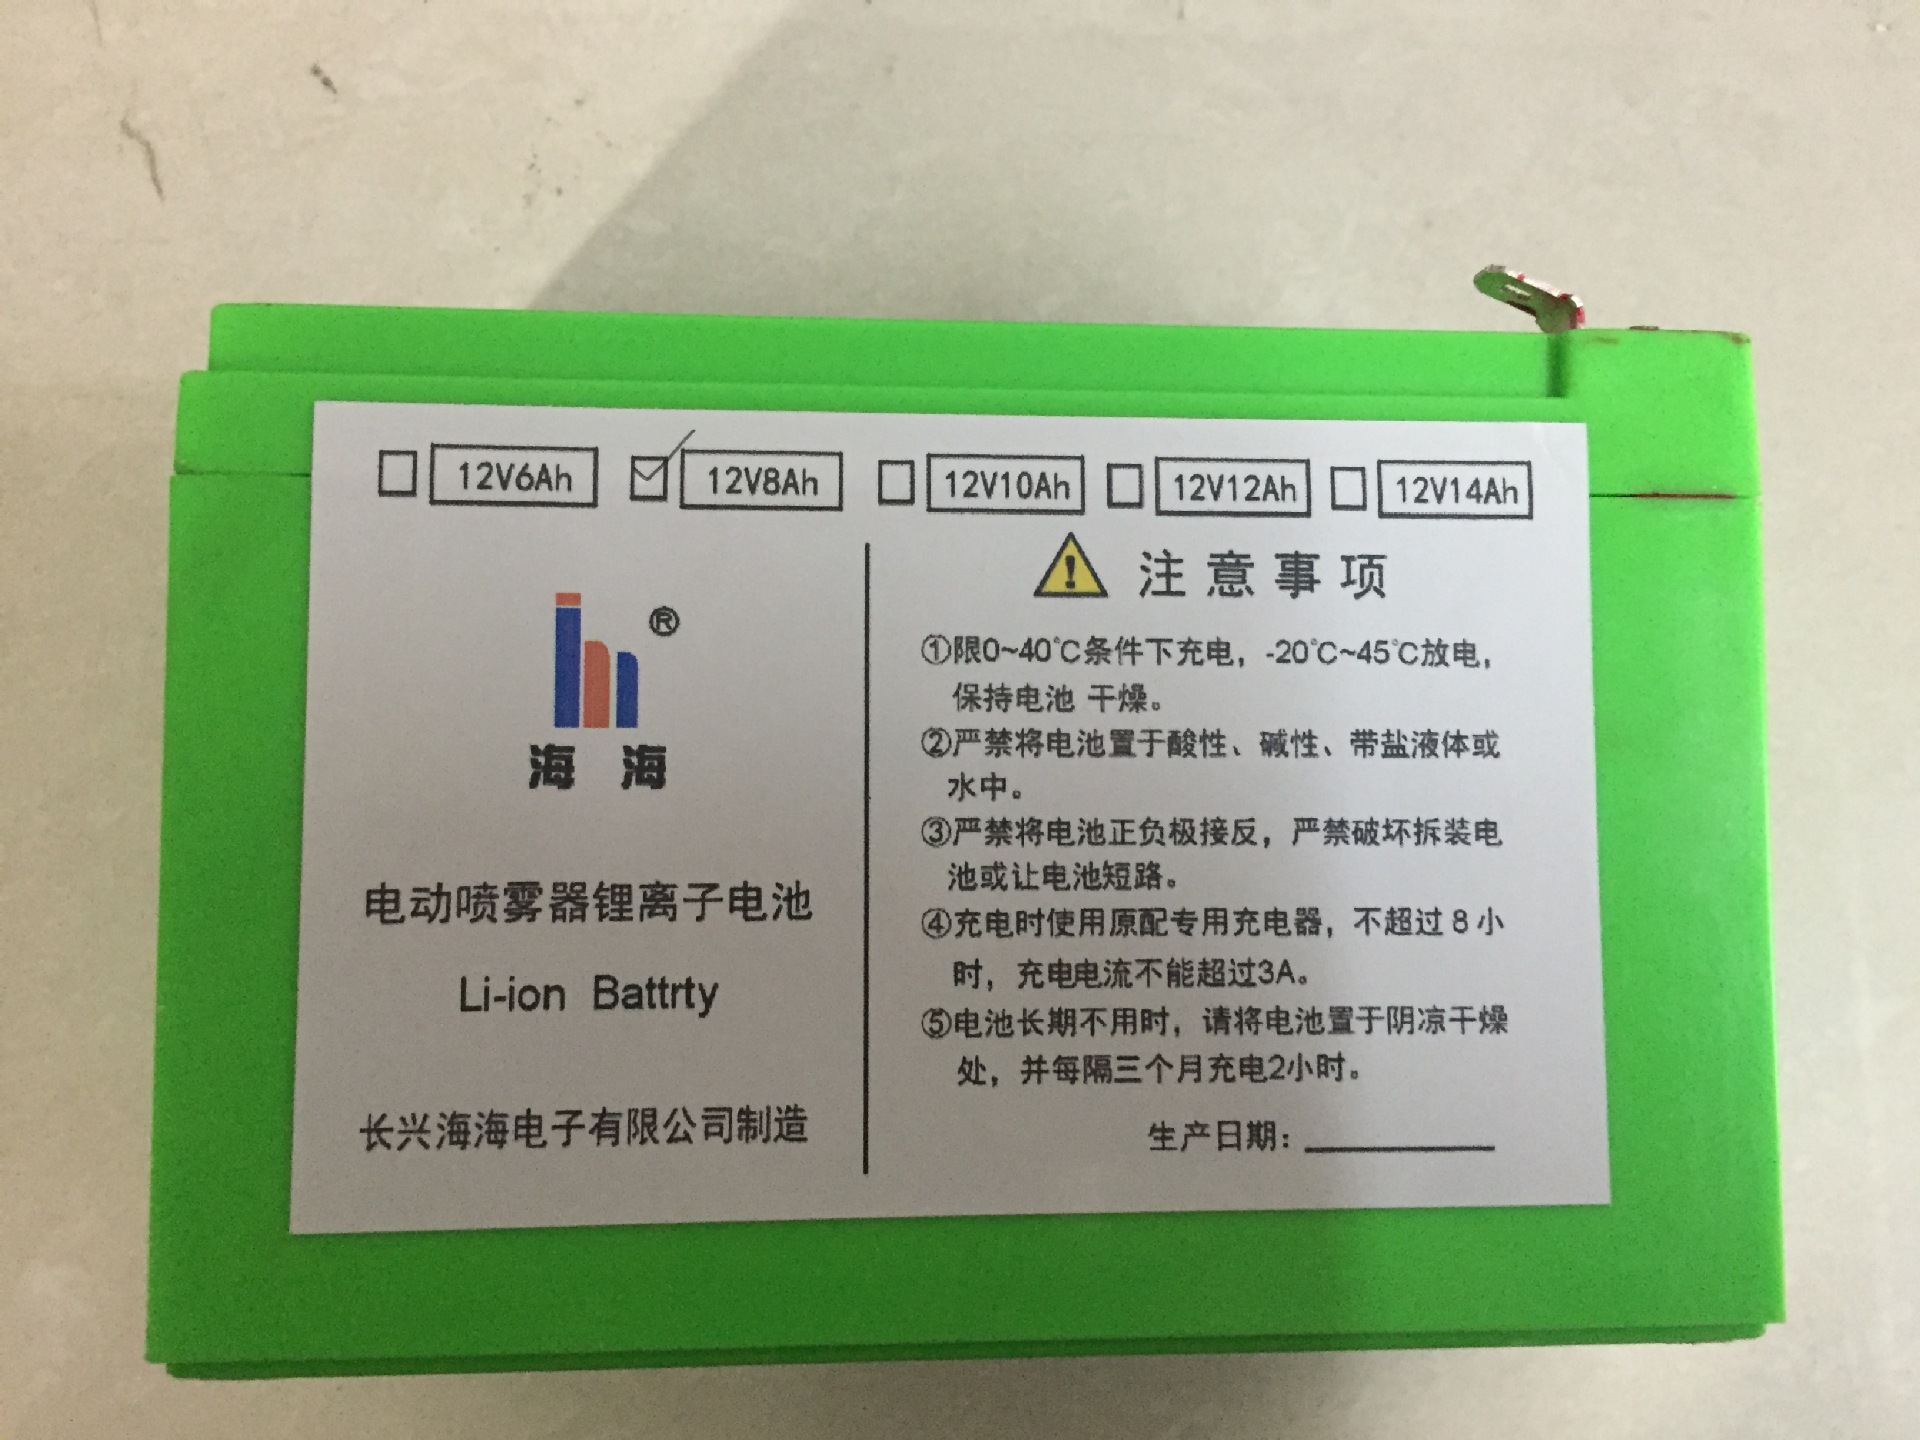 12V6Ah 12V8Ah 12V10Ah 12V12Ah 12V14Ah
®
海海
电动喷雾器锂离子电池
Li-ion Battrty
长兴海海电子有限公司制造
注意事项
①限0~40℃条件下充电，-20℃~45℃放电，
保持电池 干燥。
②严禁将电池置于酸性、碱性、带盐液体或
水中。
③严禁将电池正负极接反，严禁破坏拆装电
池或让电池短路。
④充电时使用原配专用充电器，不超过 8 小
时，充电电流不能超过3A。
⑤电池长期不用时，请将电池置于阴凉干燥
处，并每隔三个月充电2小时。
生产日期：